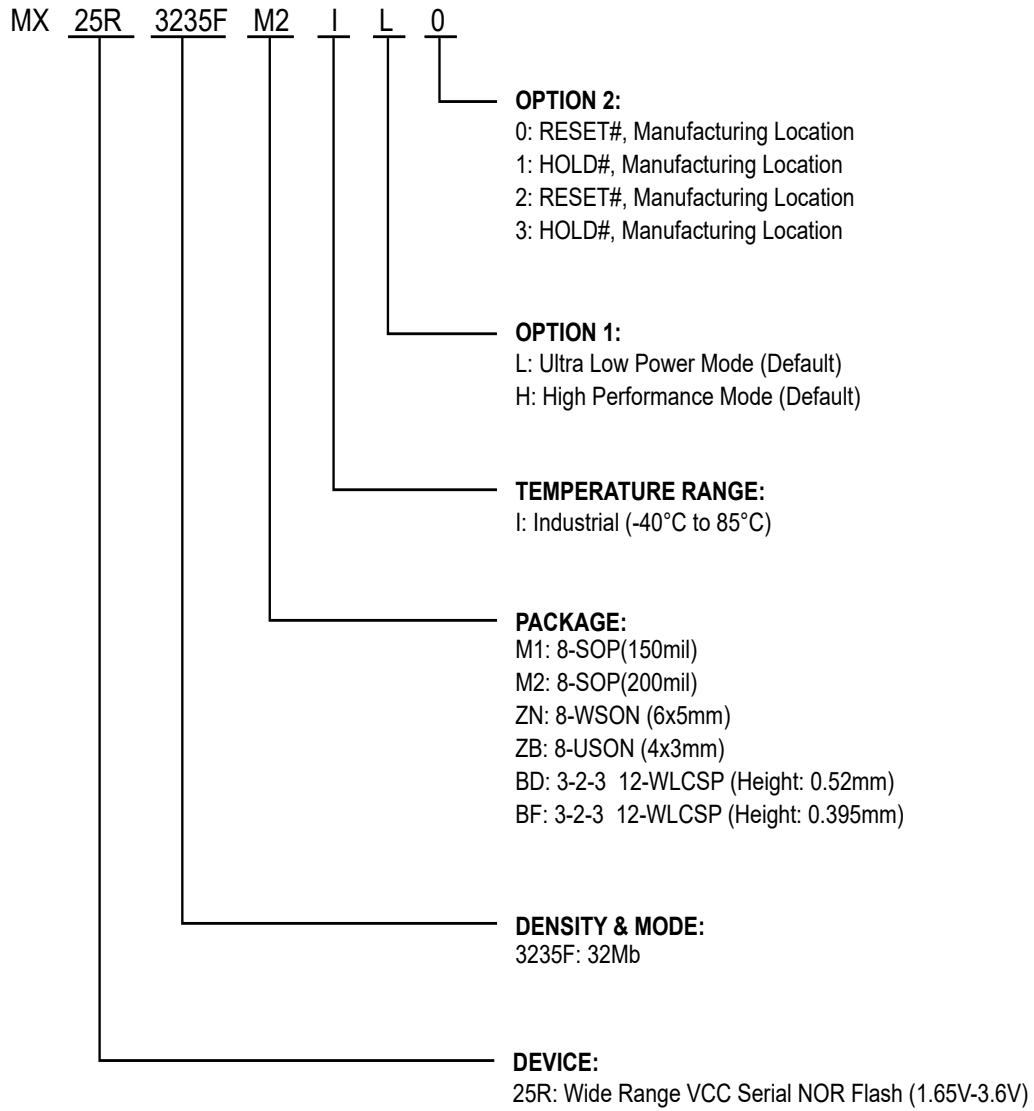 MX 25R 3235F M2 I L 0
OPTION 2:
0: RESET#, Manufacturing Location
1: HOLD#, Manufacturing Location
2: RESET#, Manufacturing Location
3: HOLD#, Manufacturing Location
OPTION 1:
L: Ultra Low Power Mode (Default)
H: High Performance Mode (Default)
TEMPERATURE RANGE:
I: Industrial (-40°C to 85°C)
PACKAGE:
M1: 8-SOP(150mil)
M2: 8-SOP(200mil)
ZN: 8-WSON (6x5mm)
ZB: 8-USON (4x3mm)
BD: 3-2-3 12-WLCSP (Height: 0.52mm)
BF: 3-2-3 12-WLCSP (Height: 0.395mm)
DENSITY & MODE:
3235F: 32Mb
DEVICE:
25R: Wide Range VCC Serial NOR Flash (1.65V-3.6V)